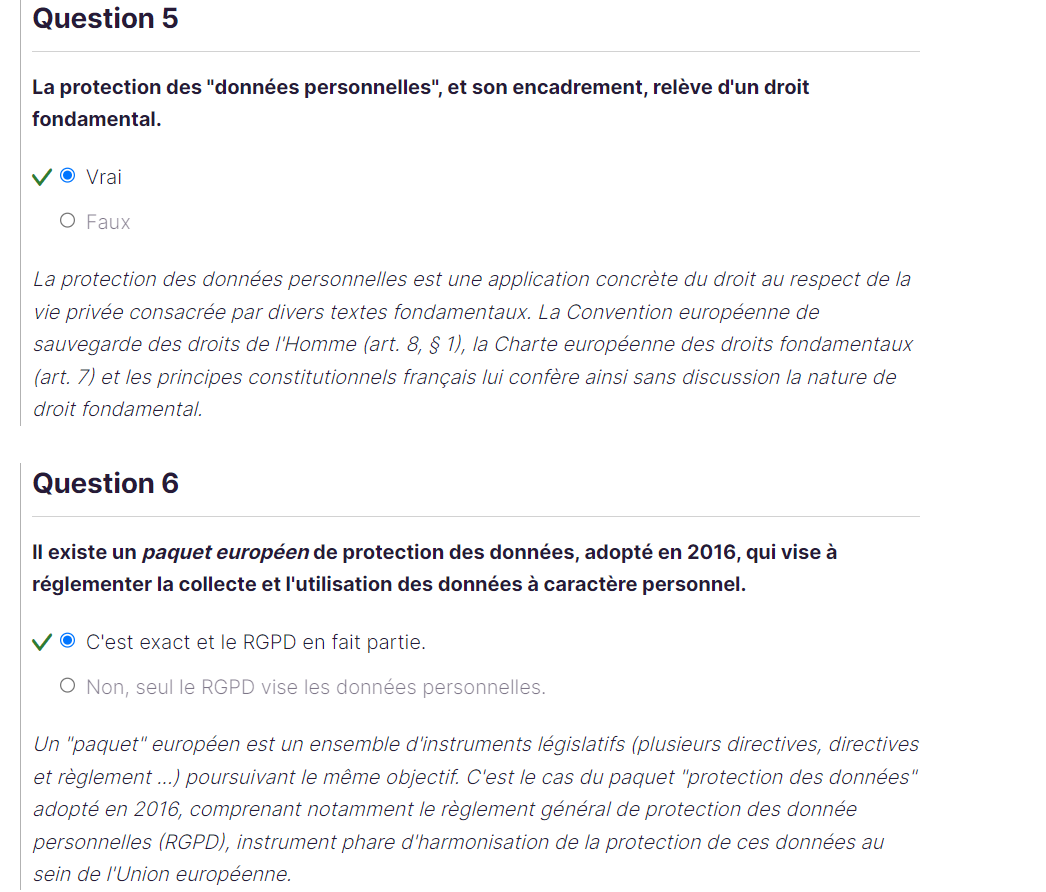 Question 5
La protection des "données personnelles", et son encadrement, relève d'un droit
fondamental.
Vrai
Faux
La protection des données personnelles est une application concrète du droit au respect de la
vie privée consacrée par divers textes fondamentaux. La Convention européenne de
sauvegarde des droits de l'Homme (art. 8, § 1), la Charte européenne des droits fondamentaux
(art. 7) et les principes constitutionnels français lui confère ainsi sans discussion la nature de
droit fondamental.
Question 6
Il existe un paquet européen de protection des données, adopté en 2016, qui vise à
réglementer la collecte et l'utilisation des données à caractère personnel.
C'est exact et le RGPD en fait partie.
Non, seul le RGPD vise les données personnelles.
Un "paquet" européen est un ensemble d'instruments législatifs (plusieurs directives, directives
et règlement ...) poursuivant le même objectif. C'est le cas du paquet "protection des données"
adopté en 2016, comprenant notamment le règlement général de protection des donnée
personnelles (RGPD), instrument phare d'harmonisation de la protection de ces données au
sein de l'Union européenne.